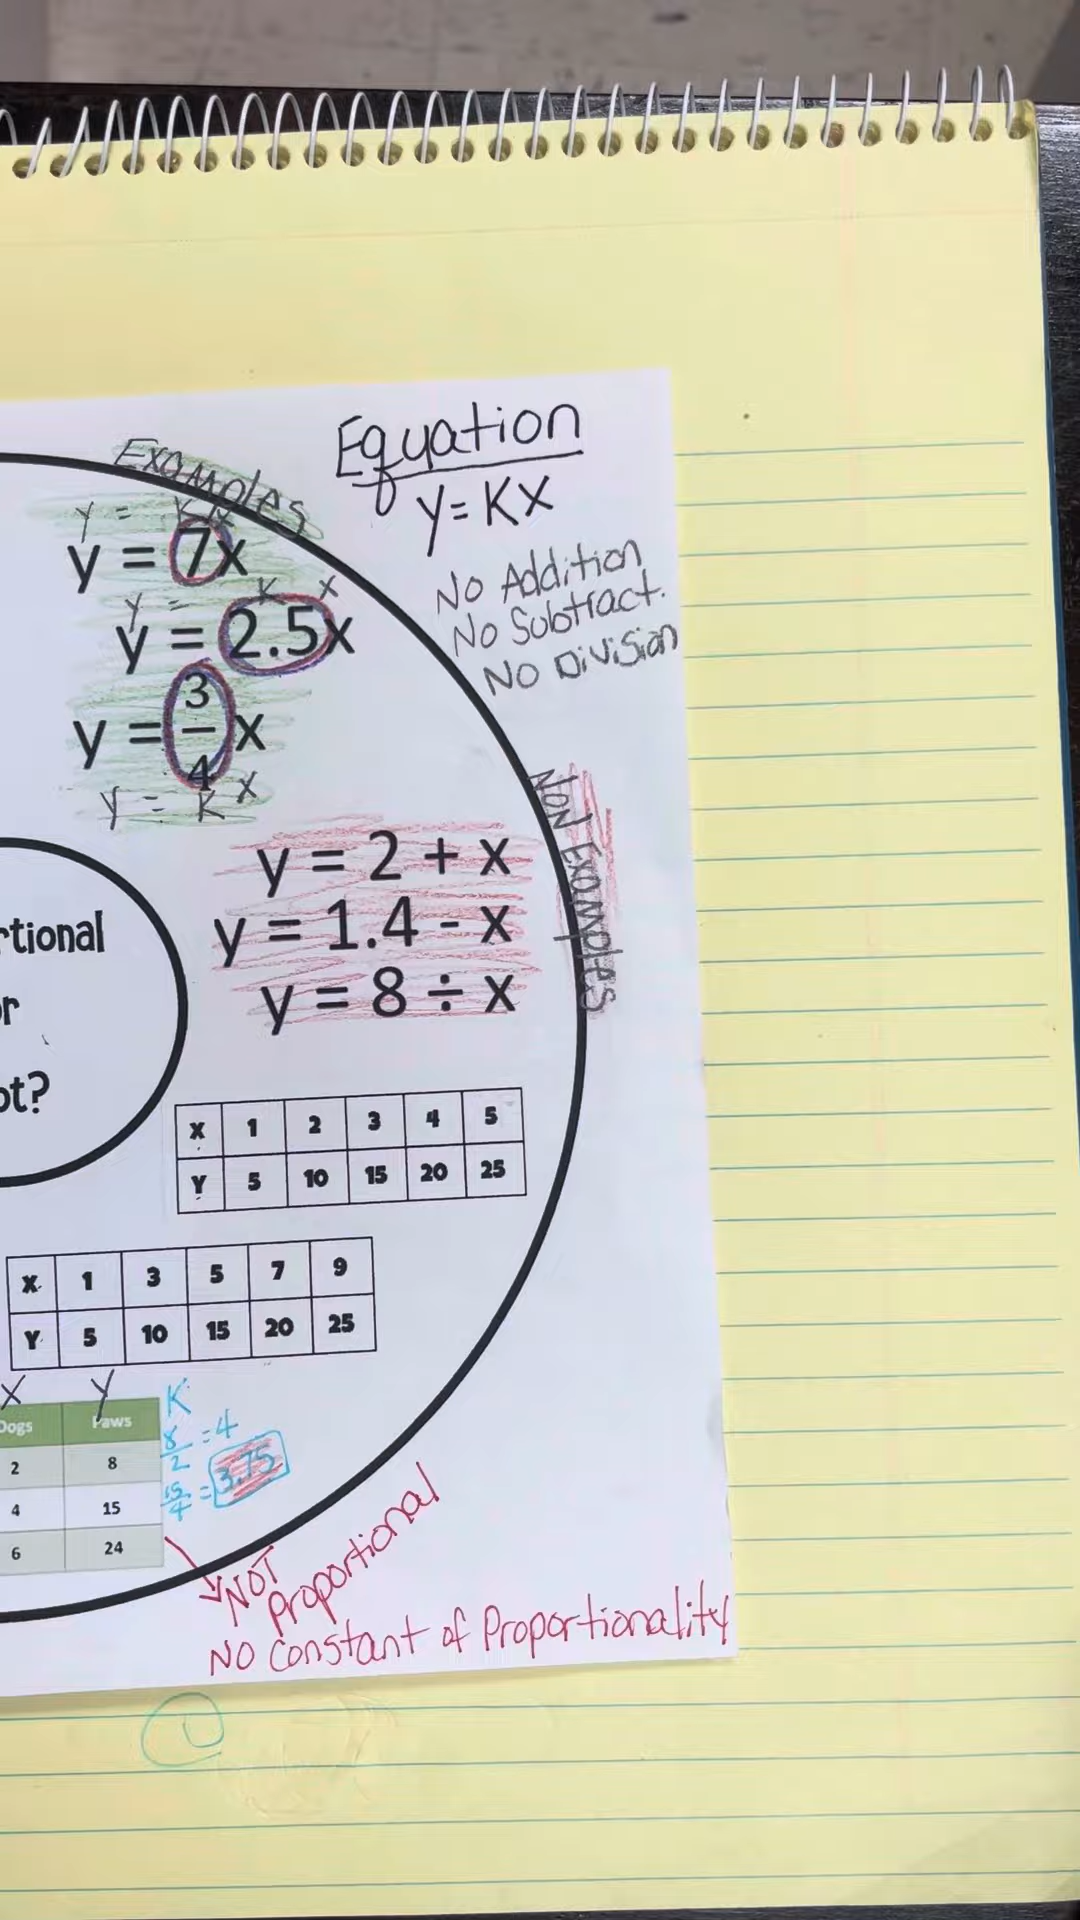 Equation
y=Kx
No Addition
No Subtract.
No Division
Examples
y = Kx
y = 7x
y = K x
y = 2.5x
y = 3/4 x
y = K x
Non Examples
y = 2 + x
y = 1.4 - x
y = 8 ÷ x
rtional
r
ot?
X 1 2 3 4 5
Y 5 10 15 20 25
X 1 3 5 7 9
Y 5 10 15 20 25
X Y
Dogs Paws
2 8
4 15
6 24
K
8/2 = 4
15/4 = 3.75
NOT
Proportional
No Constant of Proportionality